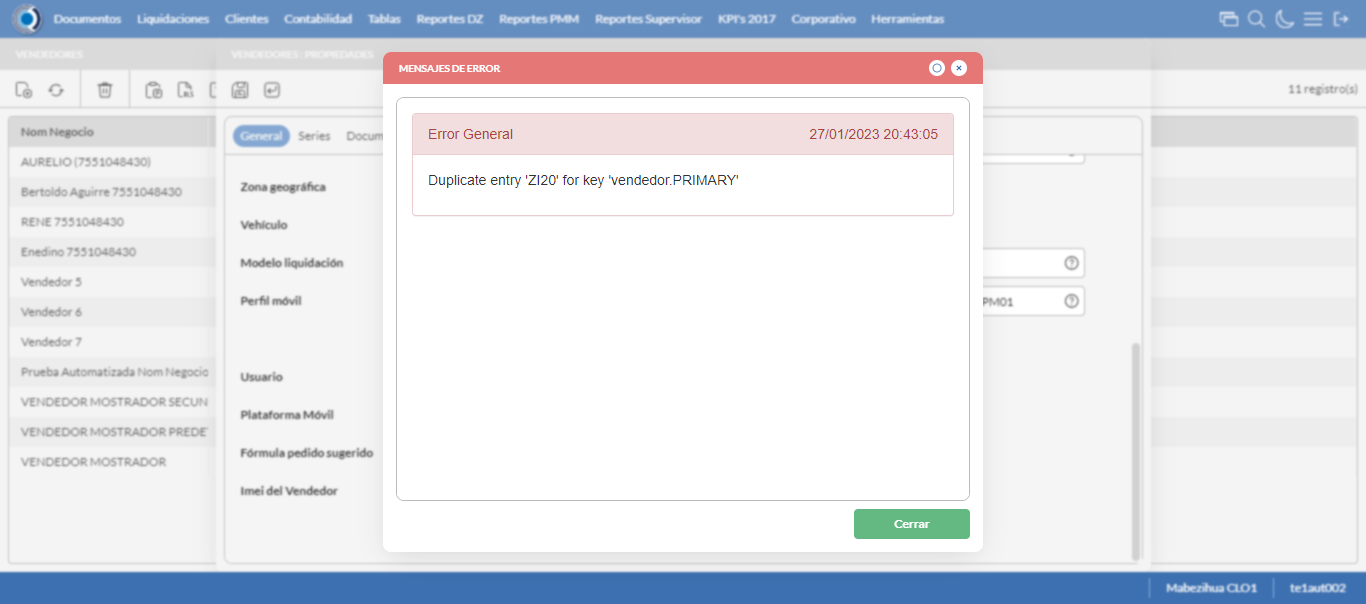 Documentos Liquidaciones Clientes Contabilidad Tablas Reportes DZ Reportes PMM Reportes Supervisor KPI's 2017 Corporativo Herramientas
VENDEDORES
VENDEDORES PROPIEDADES
11 registro(s)
Nom Negocio
AURELIO (7551048430)
Bertoldo Aguirre 7551048430
RENE 7551048430
Enedino 7551048430
Vendedor 5
Vendedor 6
Vendedor 7
Prueba Automatizada Nom Negocio
VENDEDOR MOSTRADOR SECUN
VENDEDOR MOSTRADOR PREDE
VENDEDOR MOSTRADOR
General Series Docum
Zona geográfica
Vehículo
Modelo liquidación
Perfil móvil
PM01
Usuario
Plataforma Móvil
Fórmula pedido sugerido
Imei del Vendedor
MENSAJES DE ERROR
Error General 27/01/2023 20:43:05
Duplicate entry 'ZI20' for key 'vendedor.PRIMARY'
Cerrar
Mabezihua CLO1 te1aut002